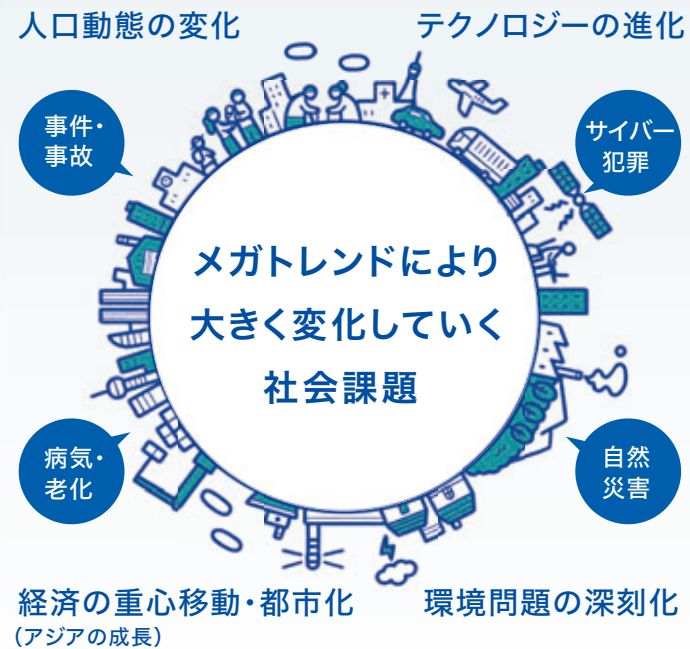 人口動態の変化
テクノロジーの進化
事件・
事故
サイバー
犯罪
メガトレンドにより
大きく変化していく
社会課題
病気・
老化
自然
災害
経済の重心移動・都市化
(アジアの成長)
環境問題の深刻化